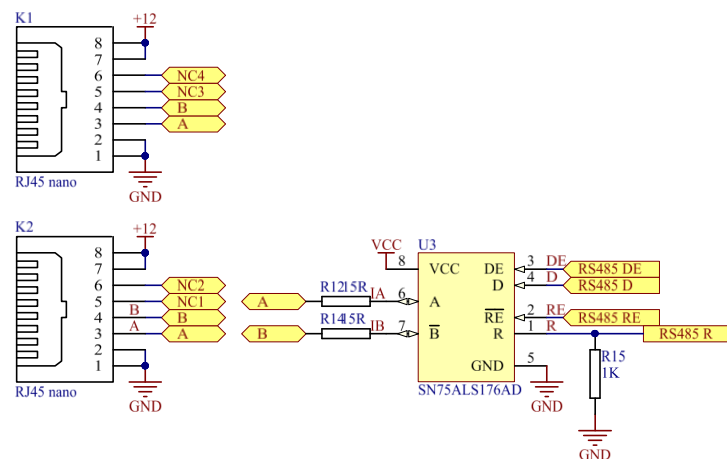 K1
+12
8
7
6 NC4
5 NC3
4 B
3 A
2
1
RJ45 nano
GND
K2
+12
8
7
6 NC2
5 NC1
B 4 B
A 3 A
2
1
RJ45 nano
GND
A R12 15R IA 6
B R14 15R IB 7
VCC 8
U3
VCC DE 3 DE RS485 DE
D 4 D RS485 D
A
RE 2 RE RS485 RE
B R 1 R RS485 R
GND 5
GND
SN75ALS176AD
R15
1K
GND